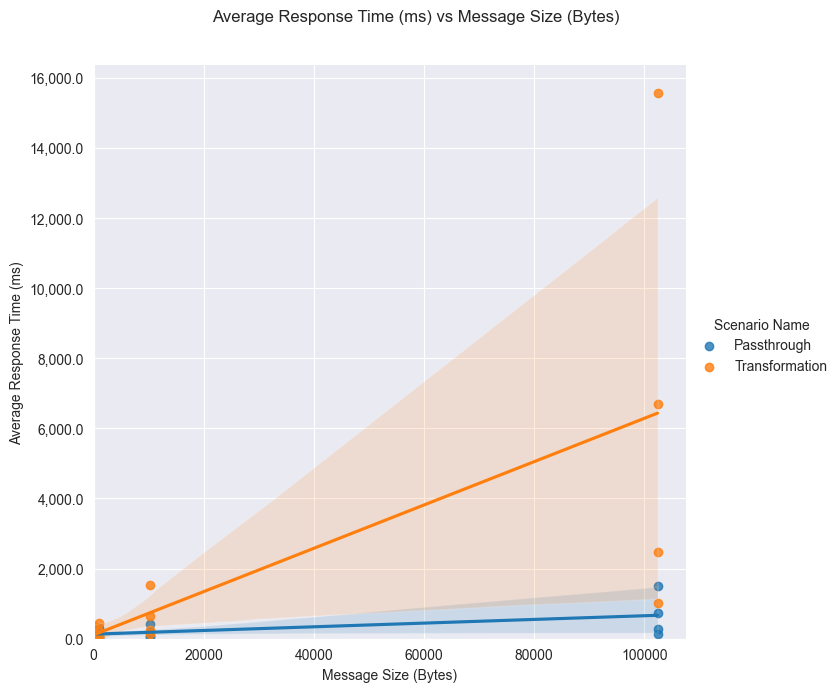 Average Response Time (ms) vs Message Size (Bytes)
16,000.0
14,000.0
12,000.0
10,000.0
8,000.0
6,000.0
4,000.0
2,000.0
0.0
Average Response Time (ms)
0 20000 40000 60000 80000 100000
Message Size (Bytes)
Scenario Name
Passthrough
Transformation